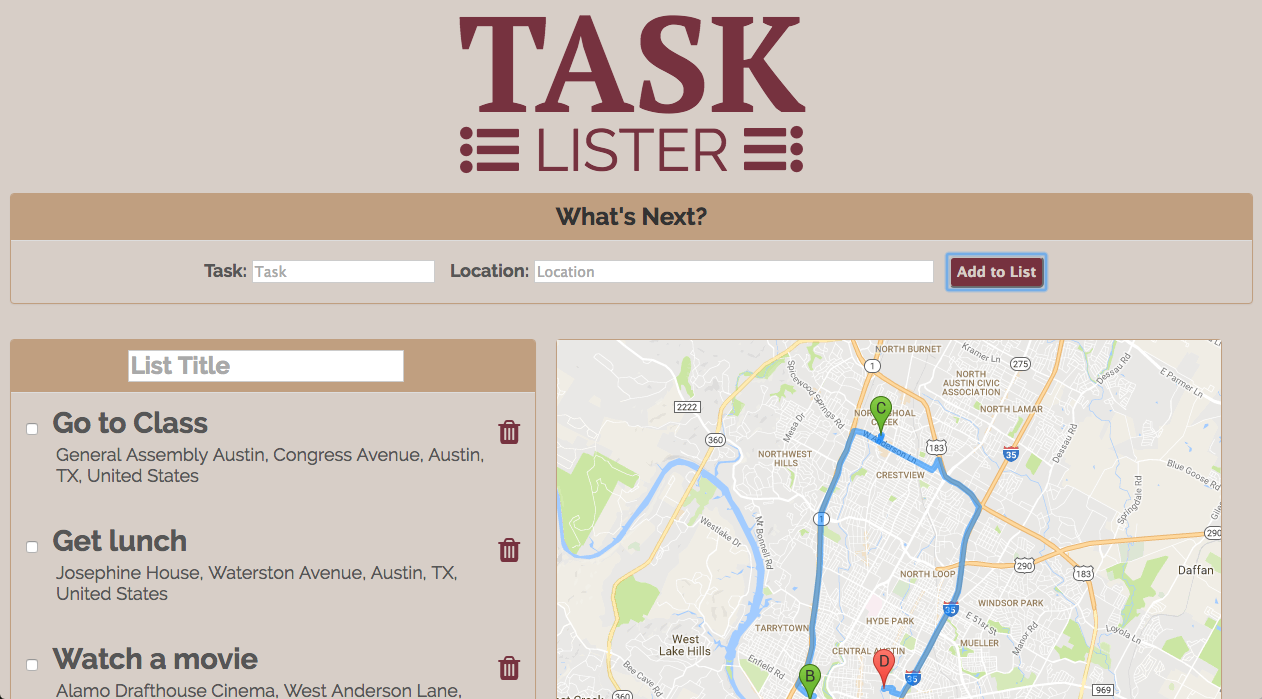 TASK
LISTER
What's Next?
Task: Task Location: Location Add to List
List Title
Go to Class
General Assembly Austin, Congress Avenue, Austin,
TX, United States
Get lunch
Josephine House, Waterston Avenue, Austin, TX,
United States
Watch a movie
Alamo Drafthouse Cinema, West Anderson Lane,
NORTH BURNET
Kramer Ln
1
275
Dessau Rd
E Parmer Ln
NORTH
AUSTIN CIVIC
ASSOCIATION
Spicewood Springs Rd
2222
NORTH LAMAR
C
Mesa Dr
CREEK
W Anderson Ln
360
183
35
Dessau Rd
NORTHWEST
HILLS
CRESTVIEW
Blue Goose Rd
Springdale Rd
Westlake Dr
Mt Bonnell Rd
1
290
290
183
NORTH LOOP
Daffan
35
WINDSOR PARK
HYDE PARK
E 51st St
TARRYTOWN
Manor Rd
Loyola Ln
MUELLER
West
Lake Hills
CENTRAL AUSTIN
Enfield Rd
Bee Cave Rd
B
D
35
969
360